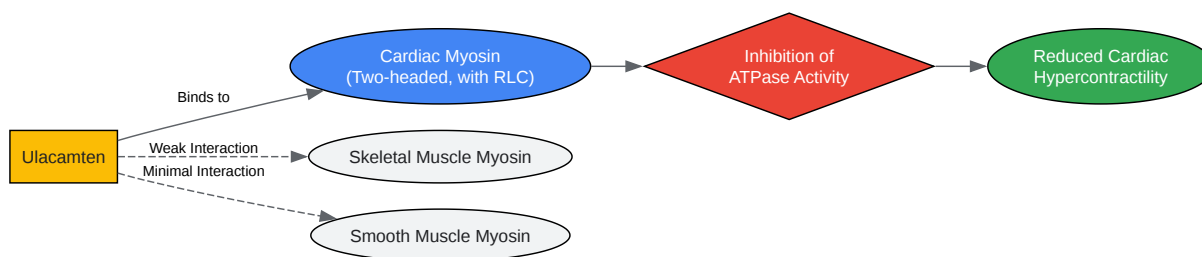 Cardiac Myosin
(Two-headed, with RLC)
Inhibition of
ATPase Activity
Reduced Cardiac
Hypercontractility
Binds to
Ulacamten
Weak Interaction
Skeletal Muscle Myosin
Minimal Interaction
Smooth Muscle Myosin